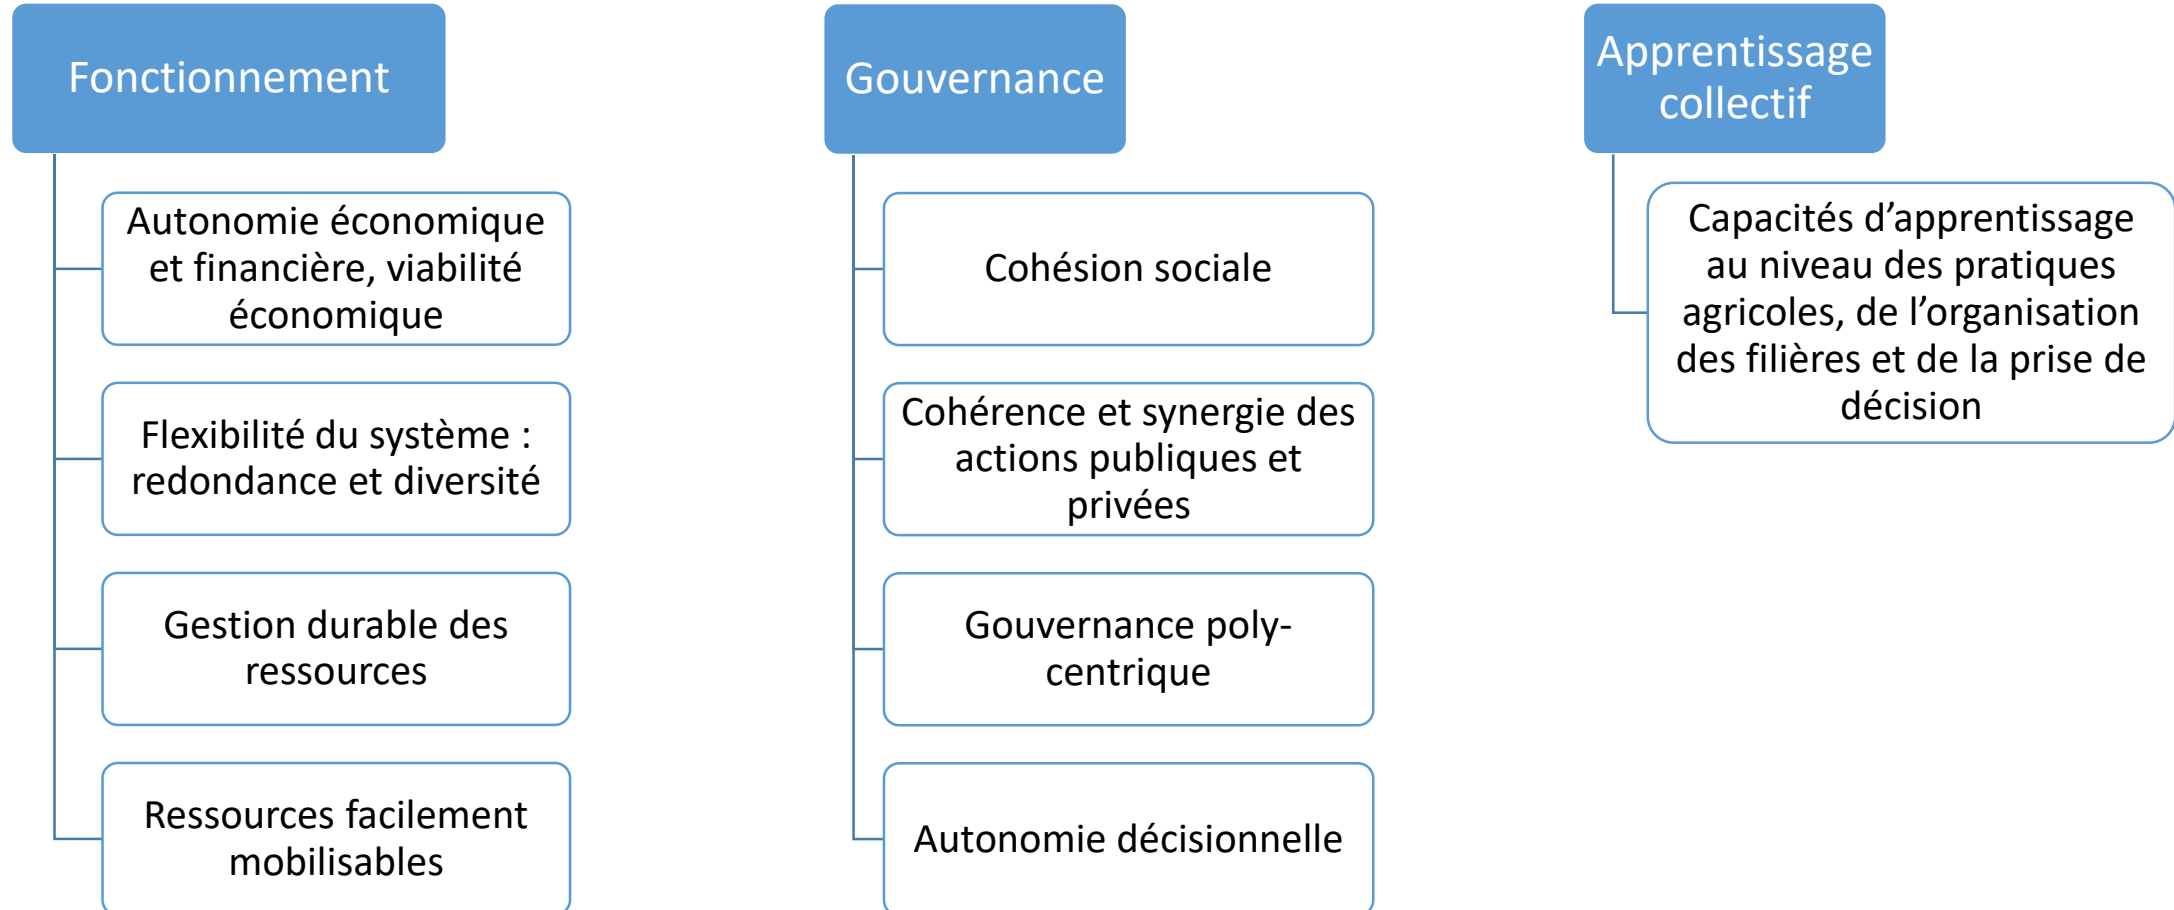 Fonctionnement
Autonomie économique
et financière, viabilité
économique
Flexibilité du système :
redondance et diversité
Gestion durable des
ressources
Ressources facilement
mobilisables
Gouvernance
Cohésion sociale
Cohérence et synergie des
actions publiques et
privées
Gouvernance poly-
centrique
Autonomie décisionnelle
Apprentissage
collectif
Capacités d’apprentissage
au niveau des pratiques
agricoles, de l’organisation
des filières et de la prise de
décision